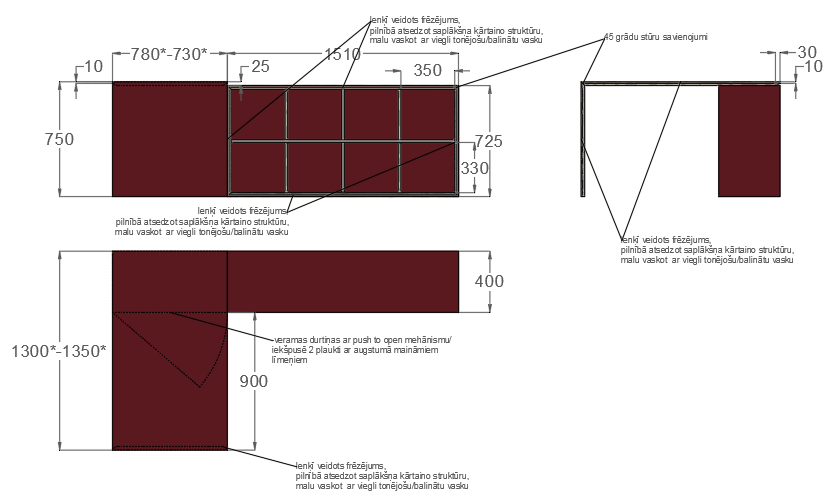 lenķī veidots frēzējums,
pilnībā atsedzot saplākšņa kārtaino struktūru,
malu vaskot ar viegli tonējošu/balinātu vasku
45 grādu stūru savienojumi
780*-730*
1510
30
10
25
350
10
750
725
330
lenķī veidots frēzējums,
pilnībā atsedzot saplākšņa kārtaino struktūru,
malu vaskot ar viegli tonējošu/balinātu vasku
lenķī veidots frēzējums,
pilnībā atsedzot saplākšņa kārtaino struktūru,
malu vaskot ar viegli tonējošu/balinātu vasku
400
veramas durtiņas ar push to open mehānismu/
iekšpusē 2 plaukti ar augstumā maināmiem
līmeņiem
1300*-1350*
900
lenķī veidots frēzējums,
pilnībā atsedzot saplākšņa kārtaino struktūru,
malu vaskot ar viegli tonējošu/balinātu vasku